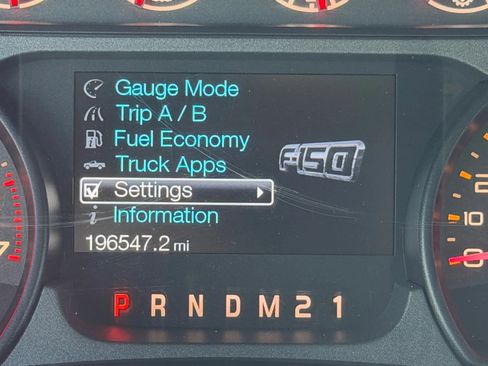 Gauge Mode
Trip A / B
Fuel Economy
Truck Apps
F-150
Settings
Information
196547.2 mi
P R N D M 2 1